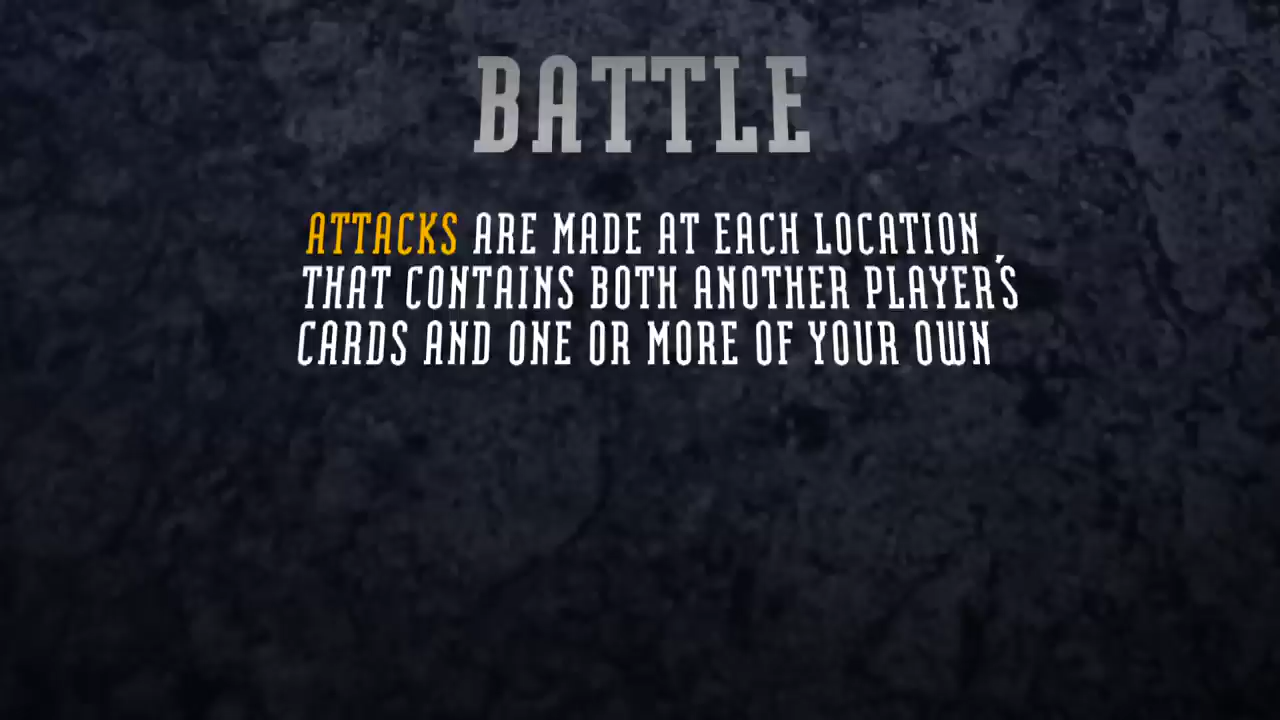 BATTLE
ATTACKS ARE MADE AT EACH LOCATION
THAT CONTAINS BOTH ANOTHER PLAYER'S
CARDS AND ONE OR MORE OF YOUR OWN